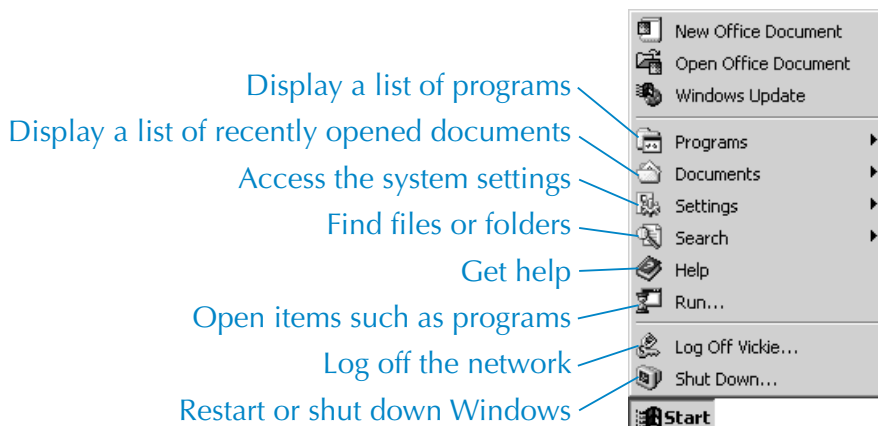 New Office Document
Open Office Document
Windows Update
Display a list of programs
Programs
Display a list of recently opened documents
Documents
Access the system settings
Settings
Find files or folders
Search
Get help
Help
Open items such as programs
Run...
Log off the network
Log Off Vickie...
Restart or shut down Windows
Shut Down...
Start